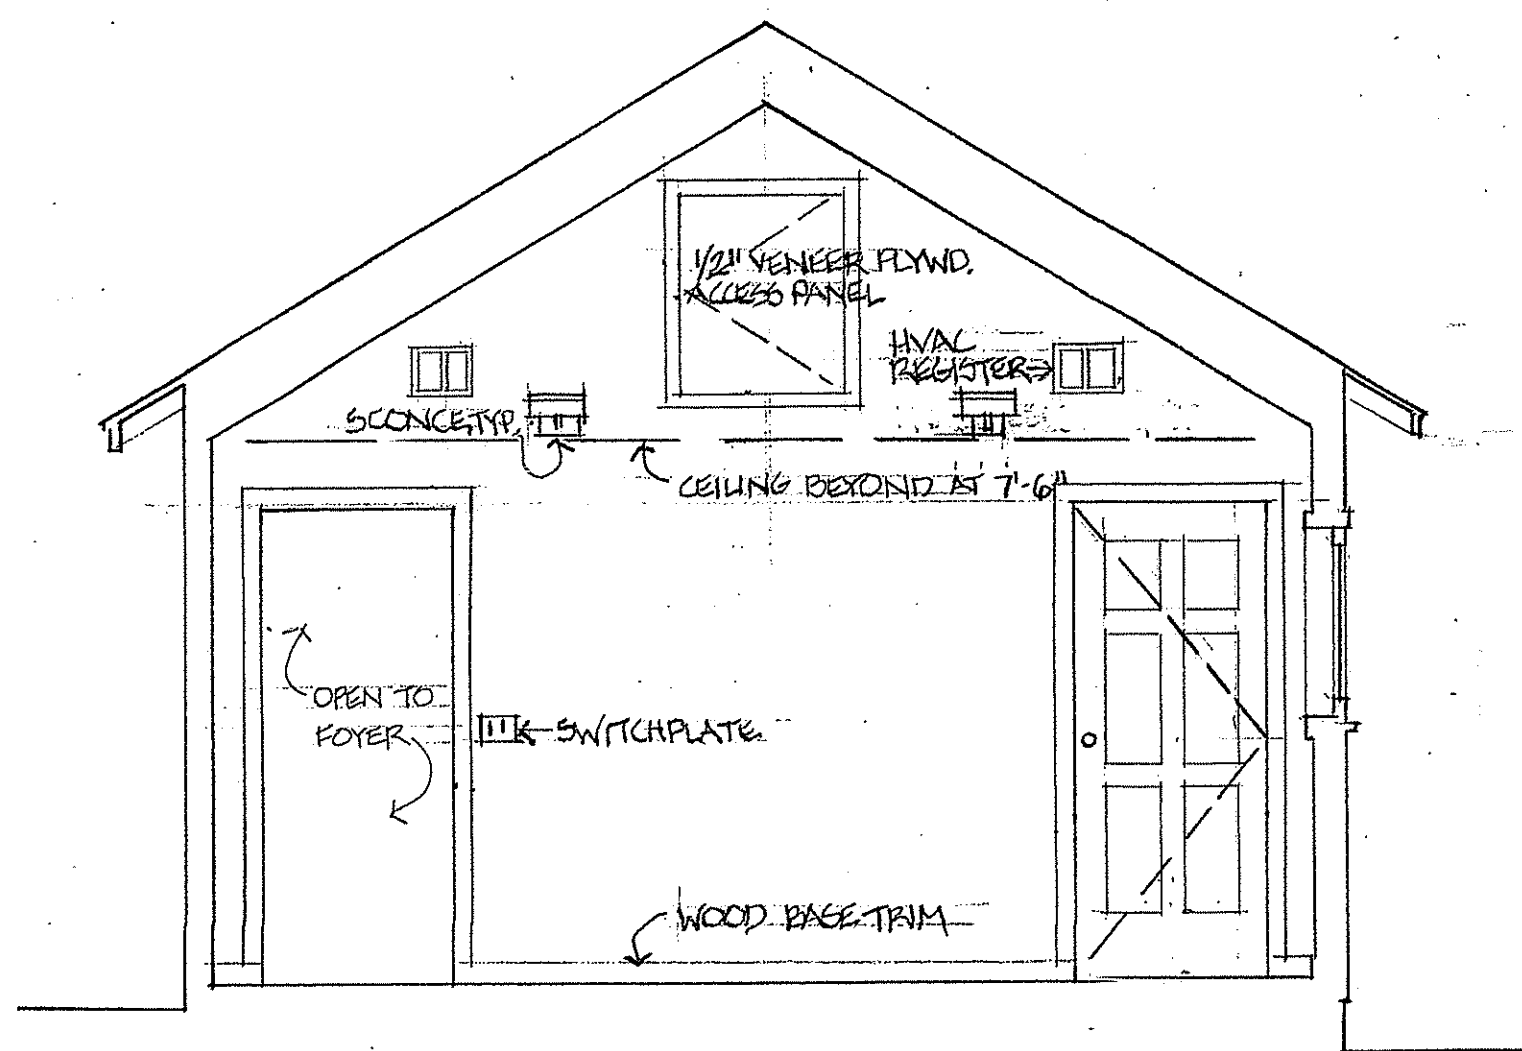 1/2" VENEER PLYWD.
ACCESS PANEL
HVAC
REGISTER
SCONCE TYP.
CEILING BEYOND AT 7'-6"
OPEN TO
FOYER
SWITCHPLATE
WOOD BASE TRIM